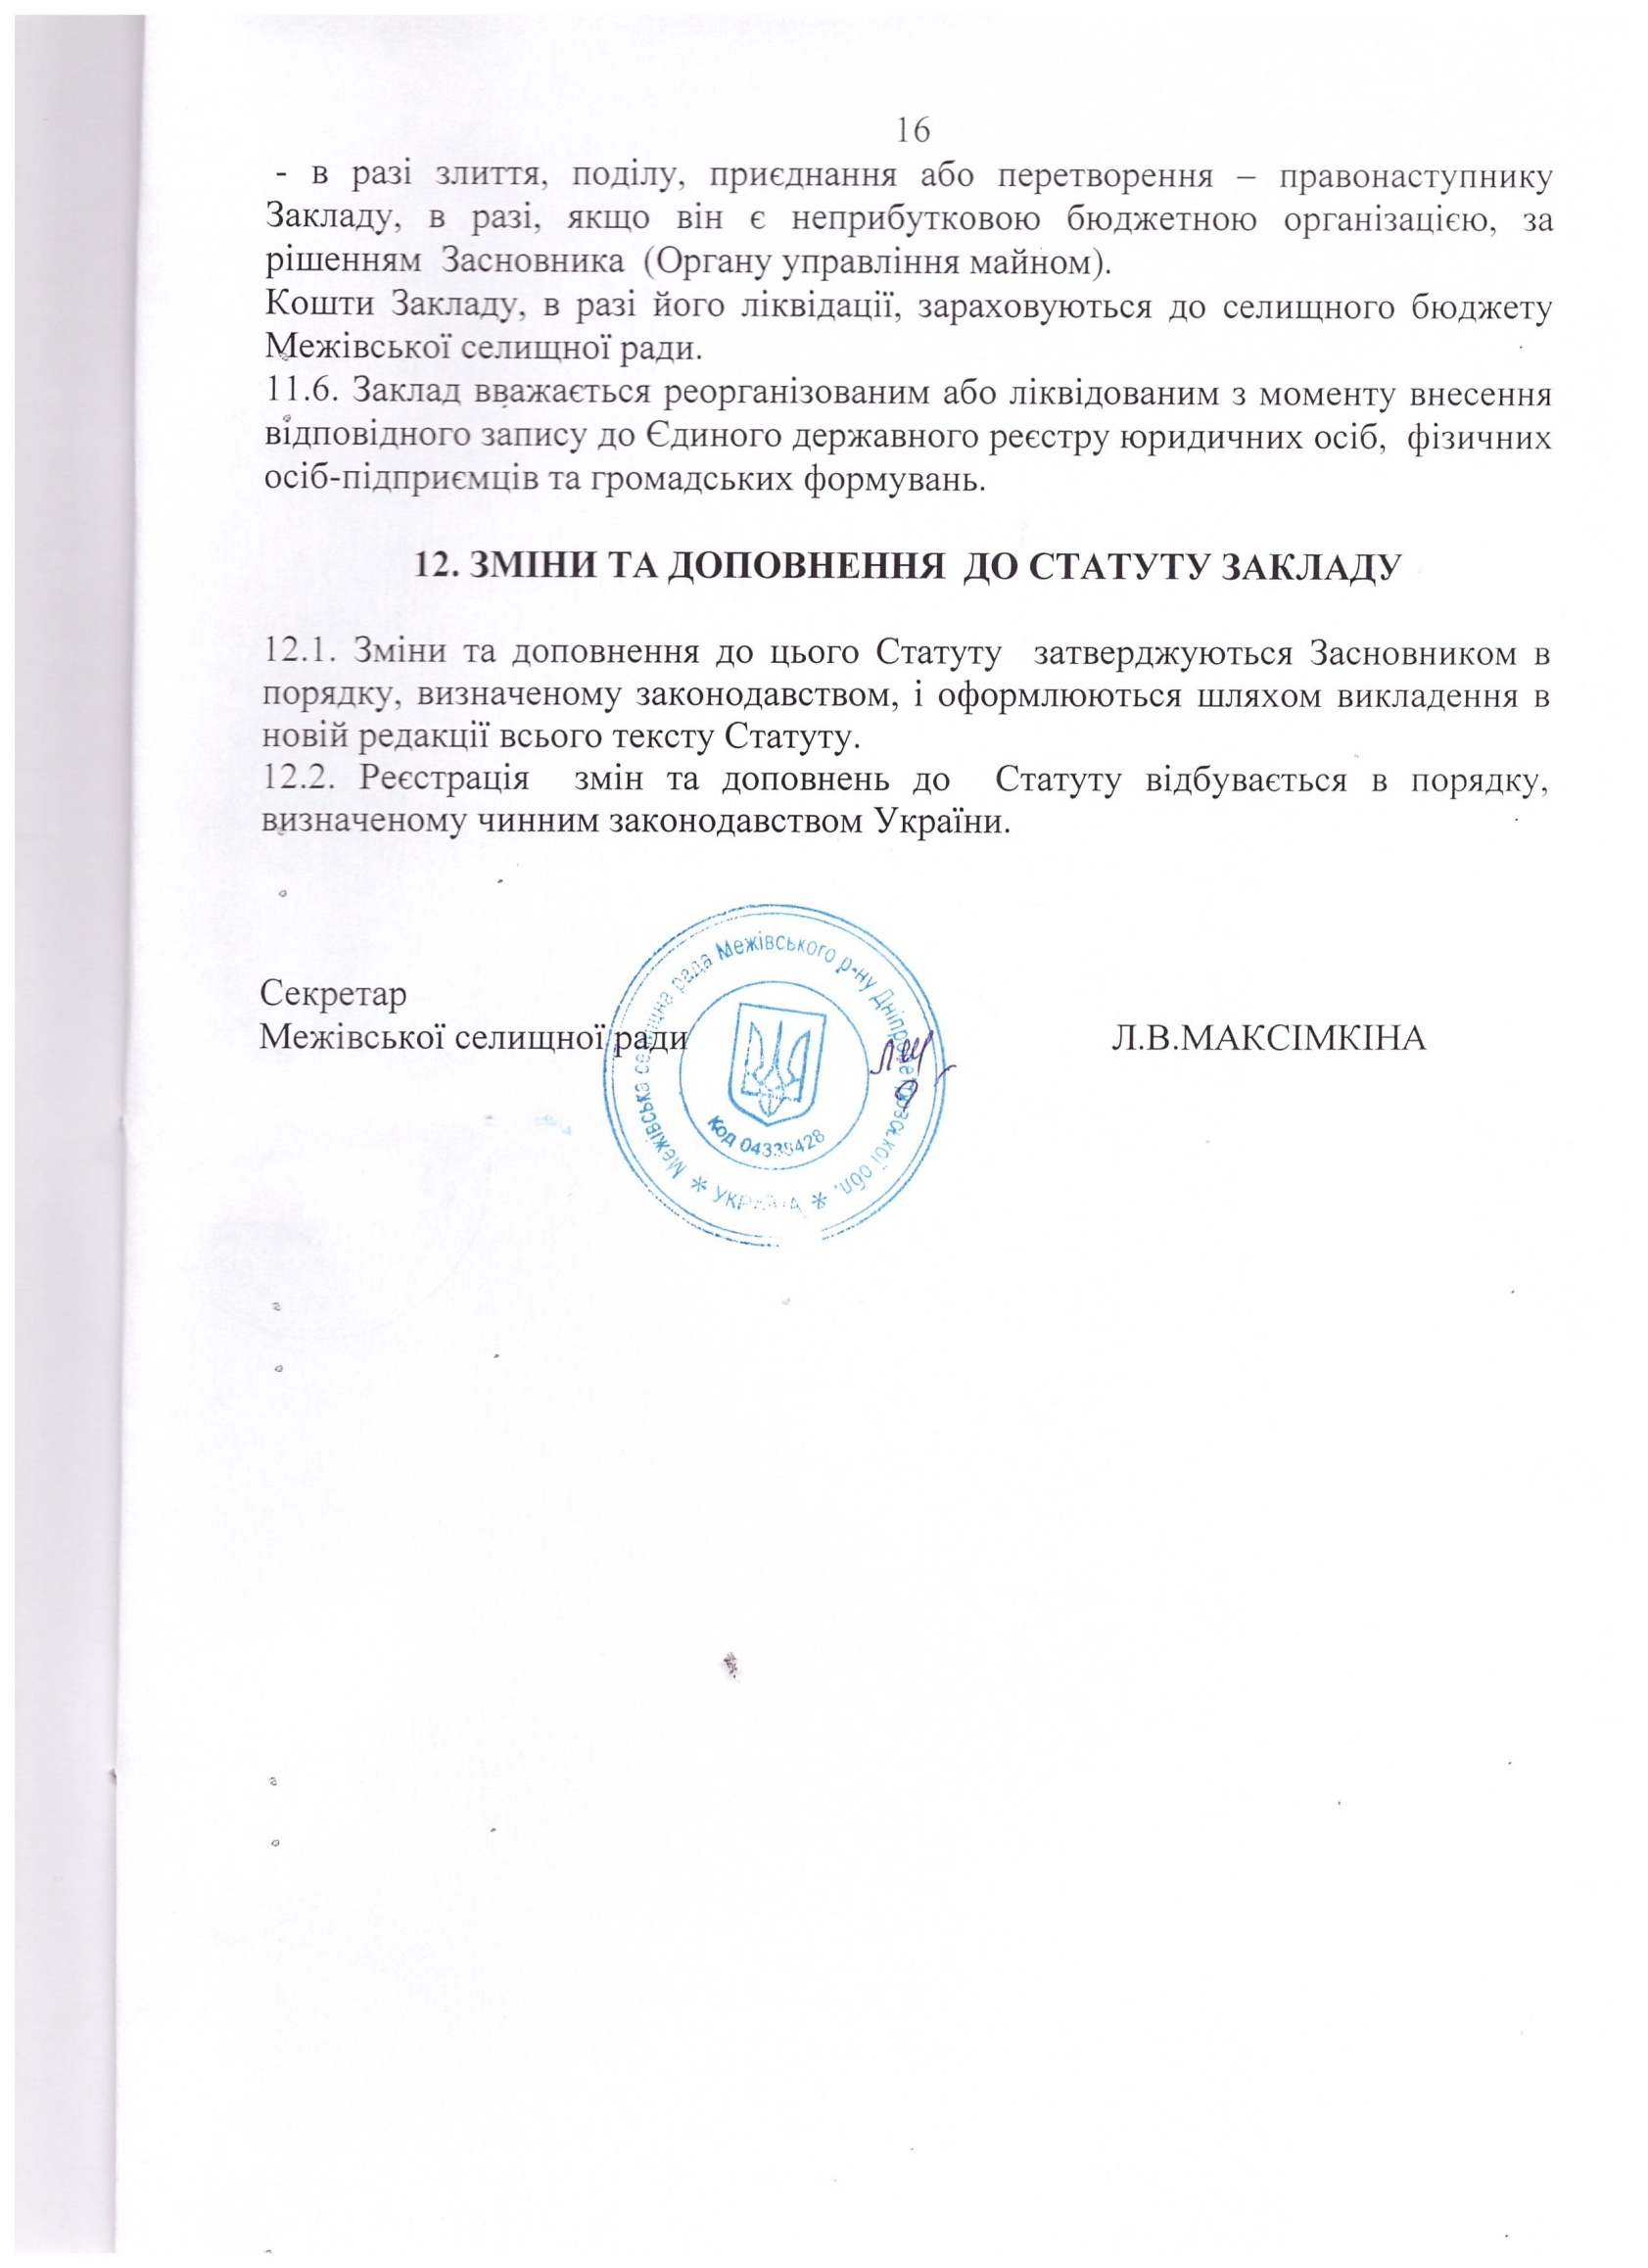 16
- в разі злиття, поділу, приєднання або перетворення – правонаступнику
Закладу, в разі, якщо він є неприбутковою бюджетною організацією, за
рішенням Засновника (Органу управління майном).
Кошти Закладу, в разі його ліквідації, зараховуються до селищного бюджету
Межівської селищної ради.
11.6. Заклад вважається реорганізованим або ліквідованим з моменту внесення
відповідного запису до Єдиного державного реєстру юридичних осіб, фізичних
осіб-підприємців та громадських формувань.
12. ЗМІНИ ТА ДОПОВНЕННЯ ДО СТАТУТУ ЗАКЛАДУ
12.1. Зміни та доповнення до цього Статуту затверджуються Засновником в
порядку, визначеному законодавством, і оформлюються шляхом викладення в
новій редакції всього тексту Статуту.
12.2. Реєстрація змін та доповнень до Статуту відбувається в порядку,
визначеному чинним законодавством України.
Секретар
Межівської селищної ради
Л.В.МАКСІМКІНА
Межівська селищна рада Межівського р-ну Дніпропетровської обл.
* УКРАЇНА *
Код